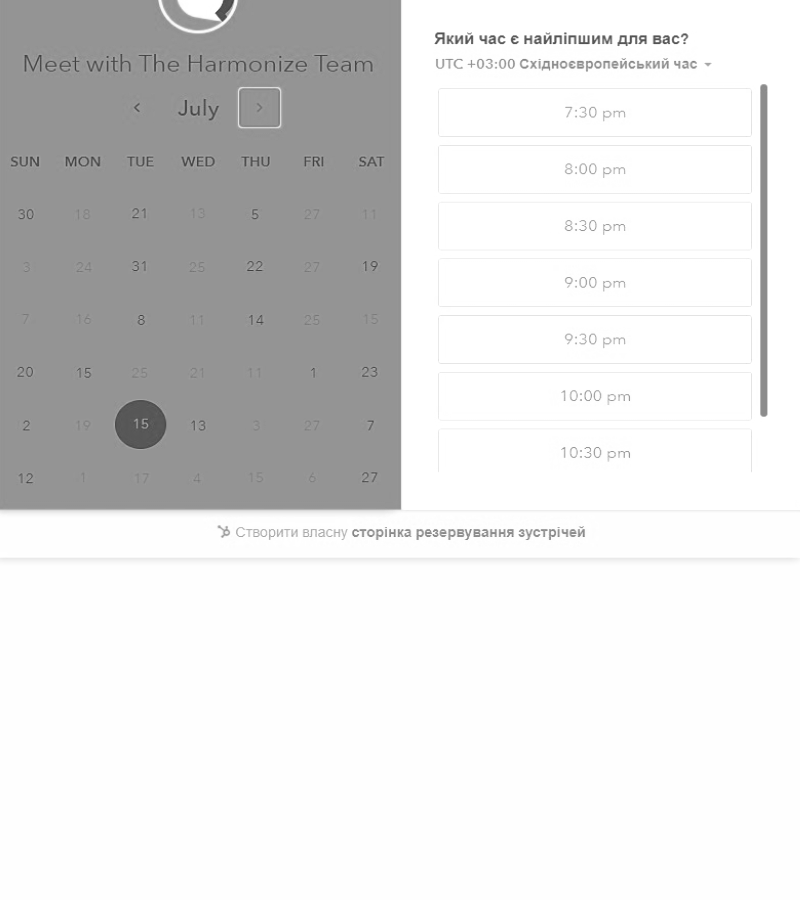 Meet with The Harmonize Team
July
SUN MON TUE WED THU FRI SAT
30 18 21 13 5 27 11
3 24 31 25 22 27 19
7 16 8 11 14 25 15
20 15 25 21 11 1 23
2 19 15 13 3 27 7
12 1 17 4 15 6 27
Який час є найліпшим для вас?
UTC +03:00 Східноєвропейський час
7:30 pm
8:00 pm
8:30 pm
9:00 pm
9:30 pm
10:00 pm
10:30 pm
Створити власну сторінка резервування зустрічей